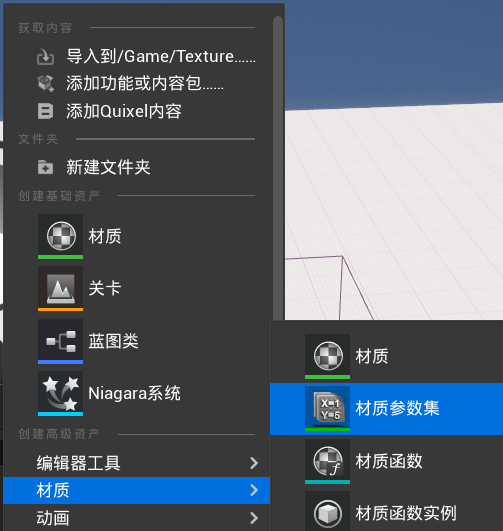 获取内容
导入到/Game/Texture......
添加功能或内容包......
添加Quixel内容
文件夹
新建文件夹
创建基础资产
材质
关卡
蓝图类
Niagara系统
创建高级资产
编辑器工具
材质
动画
材质
X=1
Y=5
材质参数集
材质函数
材质函数实例